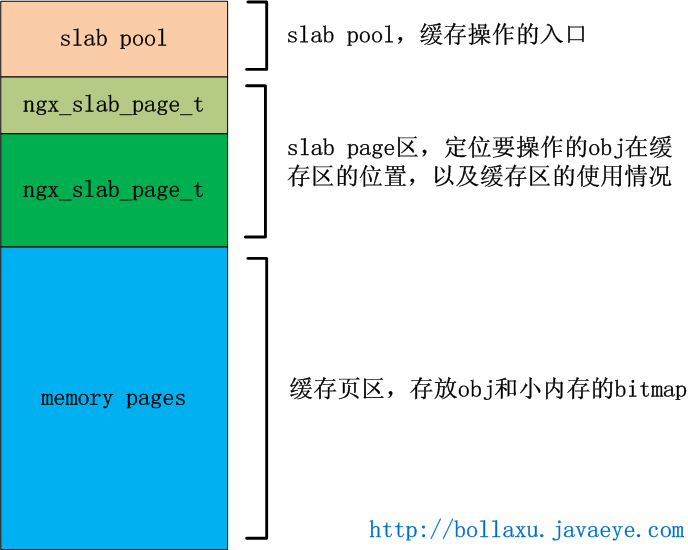 slab pool
slab pool，缓存操作的入口
ngx_slab_page_t
ngx_slab_page_t
slab page区，定位要操作的obj在缓
存区的位置，以及缓存区的使用情况
memory pages
缓存页区，存放obj和小内存的bitmap
http://bollaxu.javaeye.com